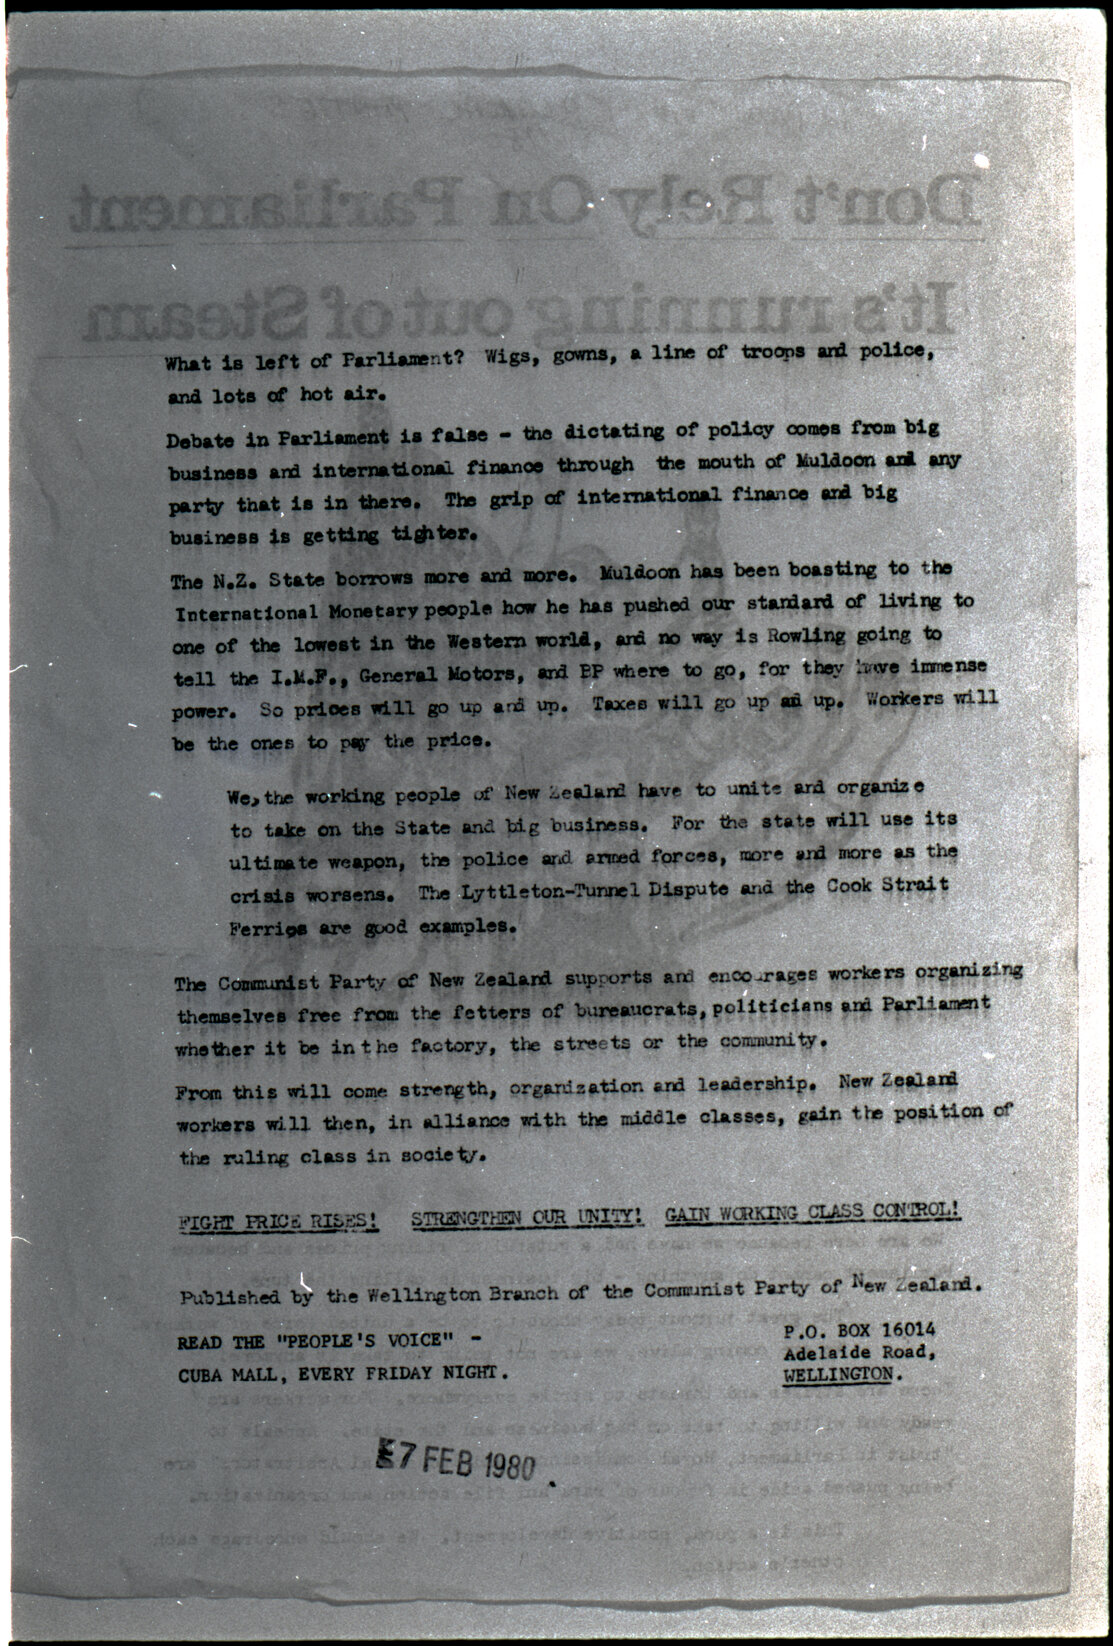 Don't Rely On Parliament
It's running out of Steam
What is left of Parliament? Wigs, gowns, a line of troops and police,
and lots of hot air.
Debate in Parliament is false - the dictating of policy comes from big
business and international finance through the mouth of Muldoon and any
party that is in there. The grip of international finance and big
business is getting tighter.
The N.Z. State borrows more and more. Muldoon has been boasting to the
International Monetary people how he has pushed our standard of living to
one of the lowest in the Western world, and no way is Rowling going to
tell the I.M.F., General Motors, and BP where to go, for they have immense
power. So prices will go up and up. Taxes will go up an up. Workers will
be the ones to pay the price.
We, the working people of New Zealand have to unite and organize
to take on the State and big business. For the state will use its
ultimate weapon, the police and armed forces, more and more as the
crisis worsens. The Lyttleton-Tunnel Dispute and the Cook Strait
Ferries are good examples.
The Communist Party of New Zealand supports and encourages workers organizing
themselves free from the fetters of bureaucrats, politicians and Parliament
whether it be in the factory, the streets or the community.
From this will come strength, organization and leadership. New Zealand
workers will then, in alliance with the middle classes, gain the position of
the ruling class in society.
FIGHT PRICE RISES! STRENGTHEN OUR UNITY! GAIN WORKING CLASS CONTROL!
Published by the Wellington Branch of the Communist Party of New Zealand.
READ THE "PEOPLE'S VOICE" -
CUBA MALL, EVERY FRIDAY NIGHT.
P.O. BOX 16014
Adelaide Road,
WELLINGTON.
7 FEB 1980